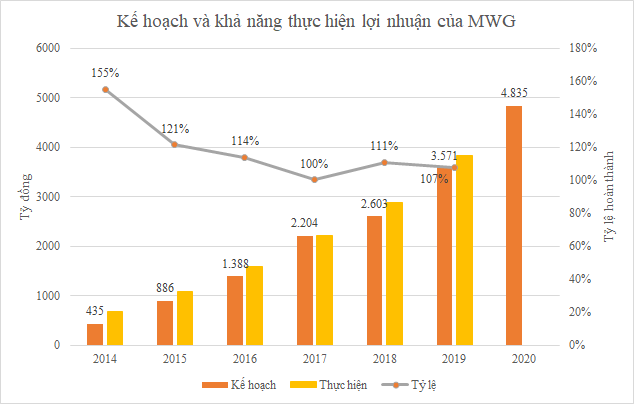 Kế hoạch và khả năng thực hiện lợi nhuận của MWG
6000 180%
160%
5000 140%
4000 120%
100%
3000 80%
2000 60%
40%
1000 20%
0 0%
Tỷ đồng
Tỷ lệ hoàn thành
155% 121% 114% 100% 111% 107%
435 886 1.388 2.204 2.603 3.571 4.835
2014 2015 2016 2017 2018 2019 2020
Kế hoạch Thực hiện Tỷ lệ